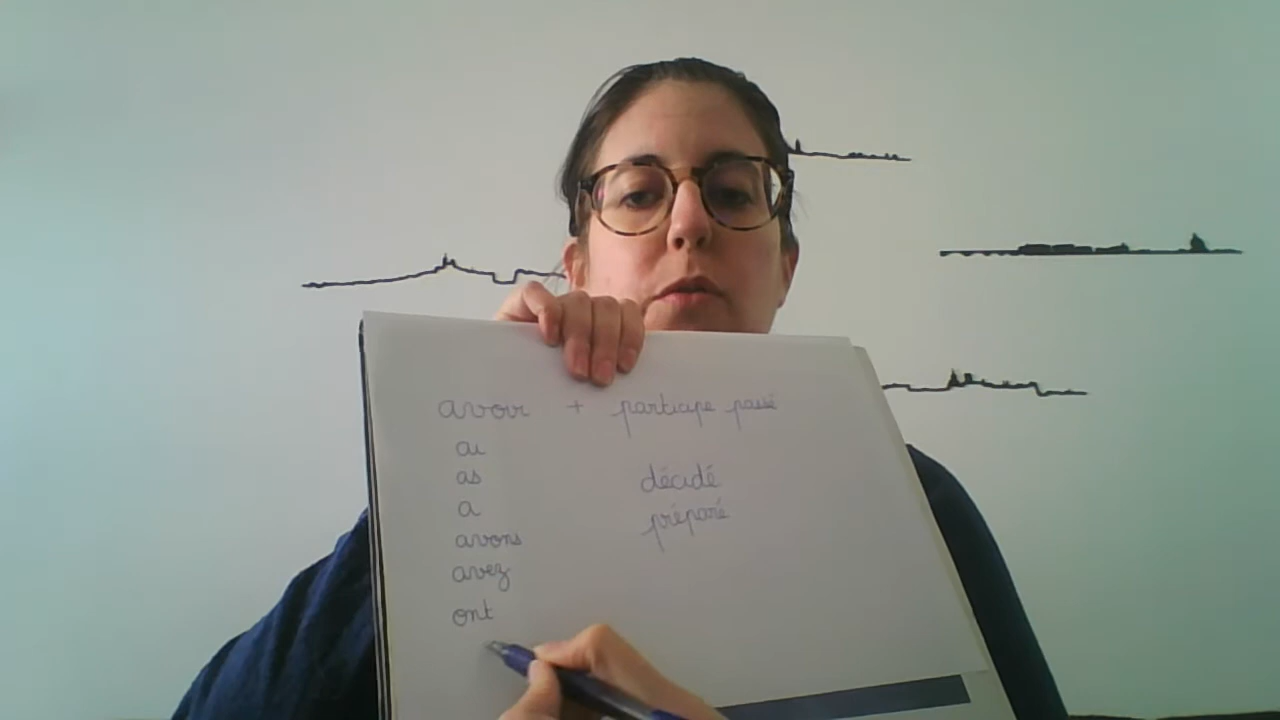 avoir + participe passé
ai
as décidé
a préparé
avons
avez
ont